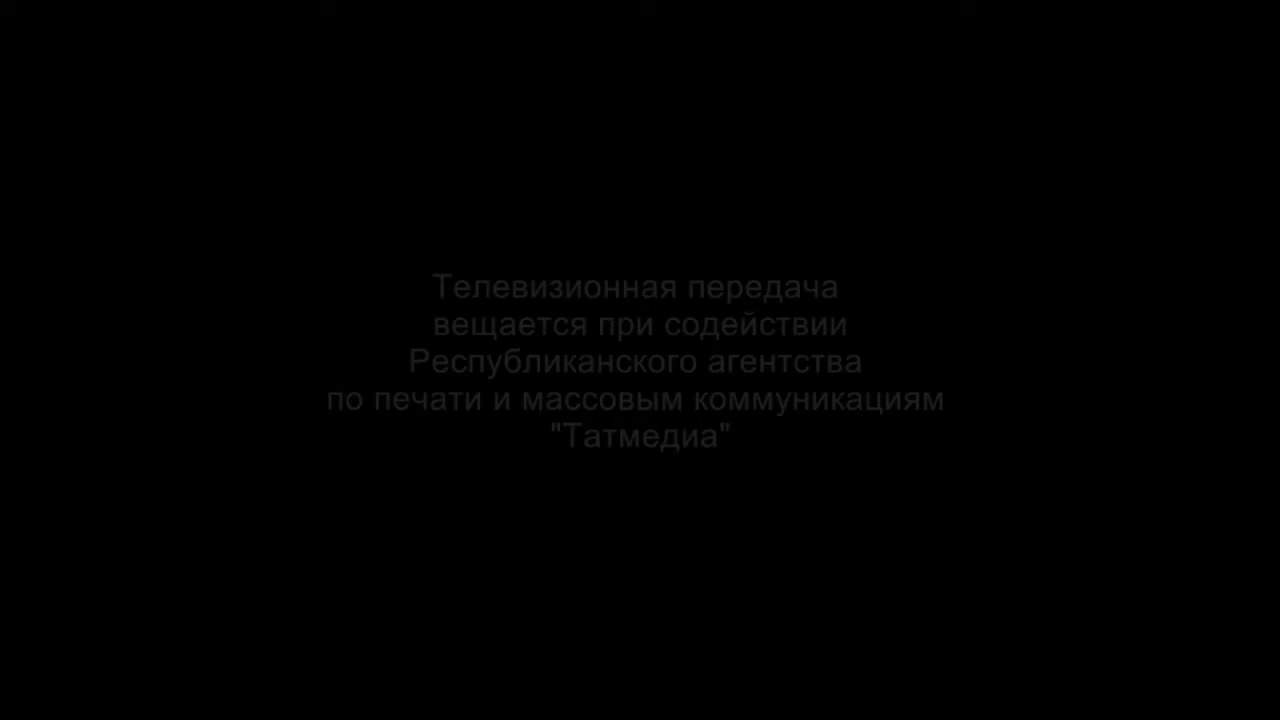 Телевизионная передача
вещается при содействии
Республиканского агентства
по печати и массовым коммуникациям
"Татмедиа"